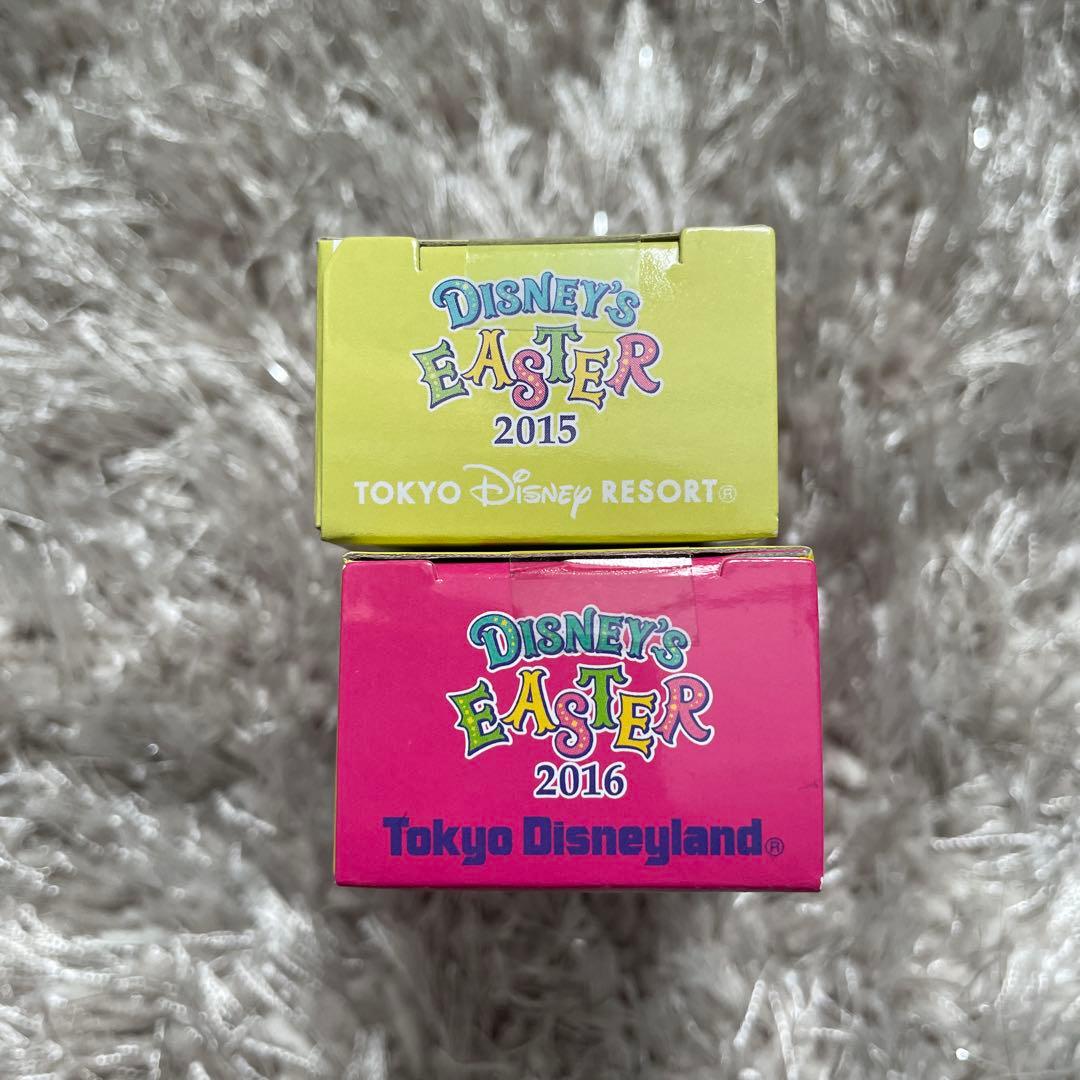 DISNEY'S
EASTER
2015
TOKYO Disney RESORT®
DISNEY'S
EASTER
2016
Tokyo Disneyland®